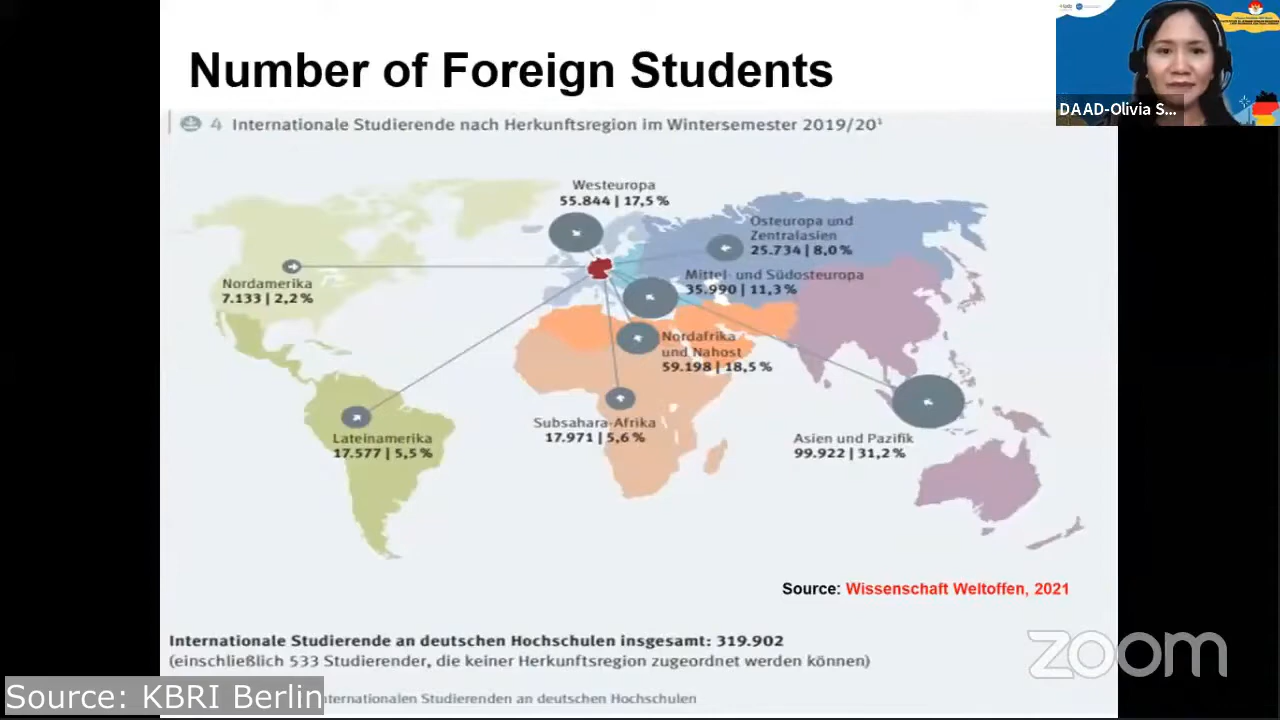 Number of Foreign Students
DAAD-Olivia S...
4 Internationale Studierende nach Herkunftsregion im Wintersemester 2019/20¹
Westeuropa
55.844 | 17,5 %
Osteuropa und
Zentralasien
25.734 | 8,0 %
Nordamerika
7.133 | 2,2 %
Mittel- und Südosteuropa
35.990 | 11,3 %
Nordafrika
und Nahost
59.198 | 18,5 %
Subsahara-Afrika
17.971 | 5,6 %
Lateinamerika
17.577 | 5,5 %
Asien und Pazifik
99.922 | 31,2 %
Source: Wissenschaft Weltoffen, 2021
Internationale Studierende an deutschen Hochschulen insgesamt: 319.902
(einschließlich 533 Studierender, die keiner Herkunftsregion zugeordnet werden können)
zoom
Source: KBRI Berlin
nternationalen Studierenden an deutschen Hochschulen